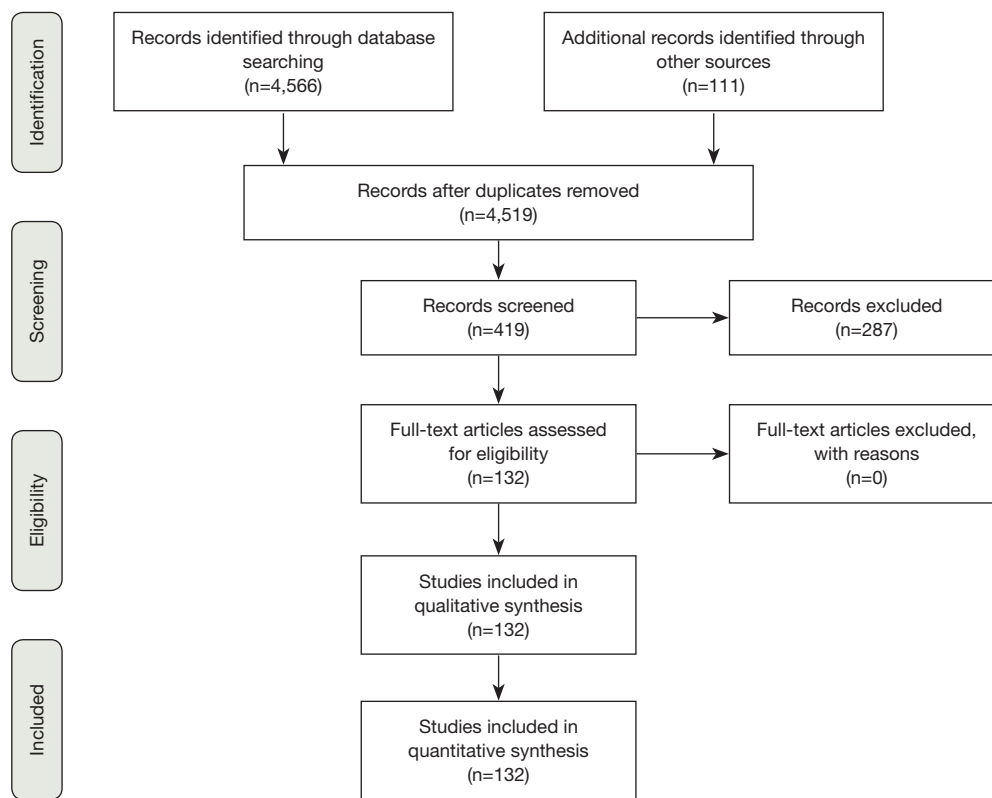 Identification
Records identified through database
searching
(n=4,566)
Additional records identified through
other sources
(n=111)
Records after duplicates removed
(n=4,519)
Screening
Records screened
(n=419)
Records excluded
(n=287)
Eligibility
Full-text articles assessed
for eligibility
(n=132)
Full-text articles excluded,
with reasons
(n=0)
Studies included in
qualitative synthesis
(n=132)
Included
Studies included in
quantitative synthesis
(n=132)